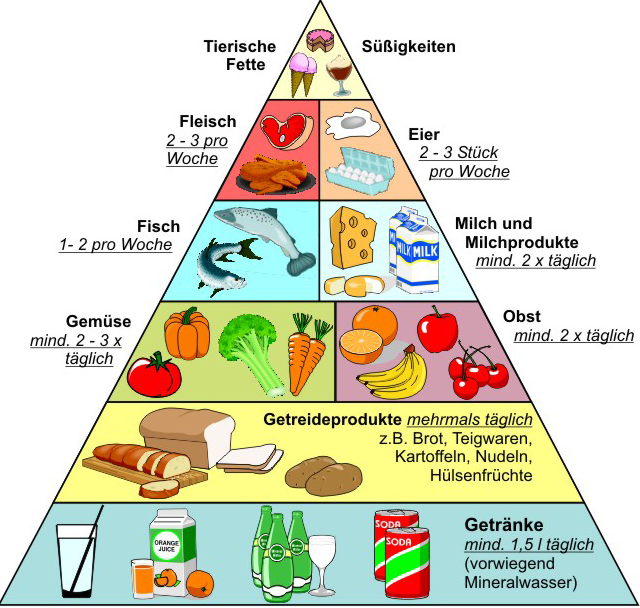 Tierische
Fette
Süßigkeiten
Fleisch
2 - 3 pro
Woche
Eier
2 - 3 Stück
pro Woche
Fisch
1- 2 pro Woche
Milch und
Milchprodukte
mind. 2 x täglich
MILK
MILK
Gemüse
mind. 2 - 3 x
täglich
Obst
mind. 2 x täglich
Getreideprodukte mehrmals täglich
z.B. Brot, Teigwaren,
Kartoffeln, Nudeln,
Hülsenfrüchte
ORANGE
JUICE
SODA
SODA
Getränke
mind. 1,5 l täglich
(vorwiegend
Mineralwasser)